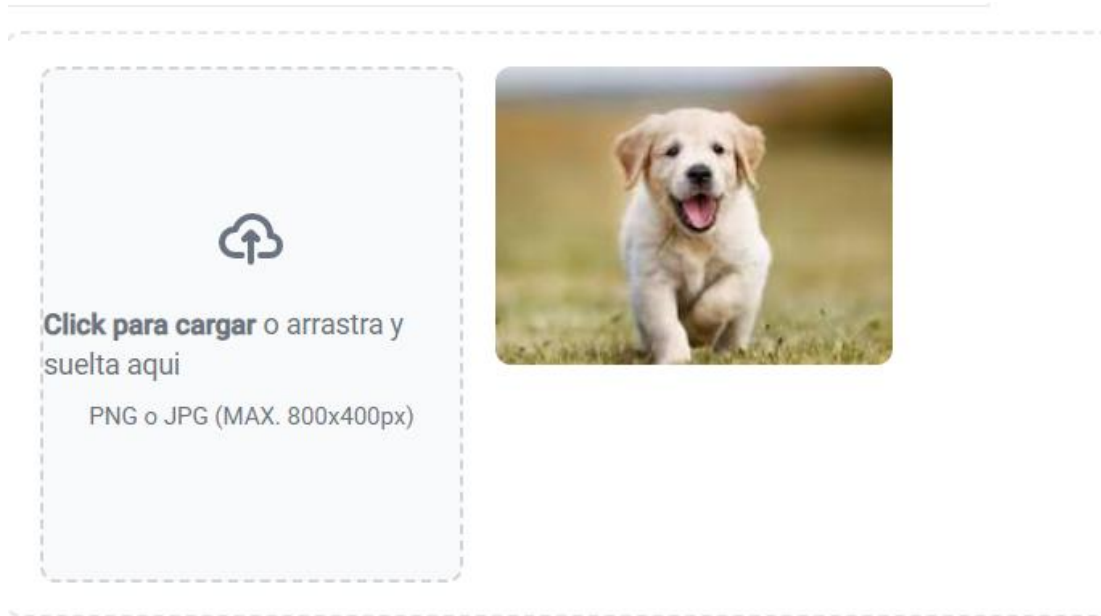 Click para cargar o arrastra y
suelta aqui
PNG o JPG (MAX. 800x400px)